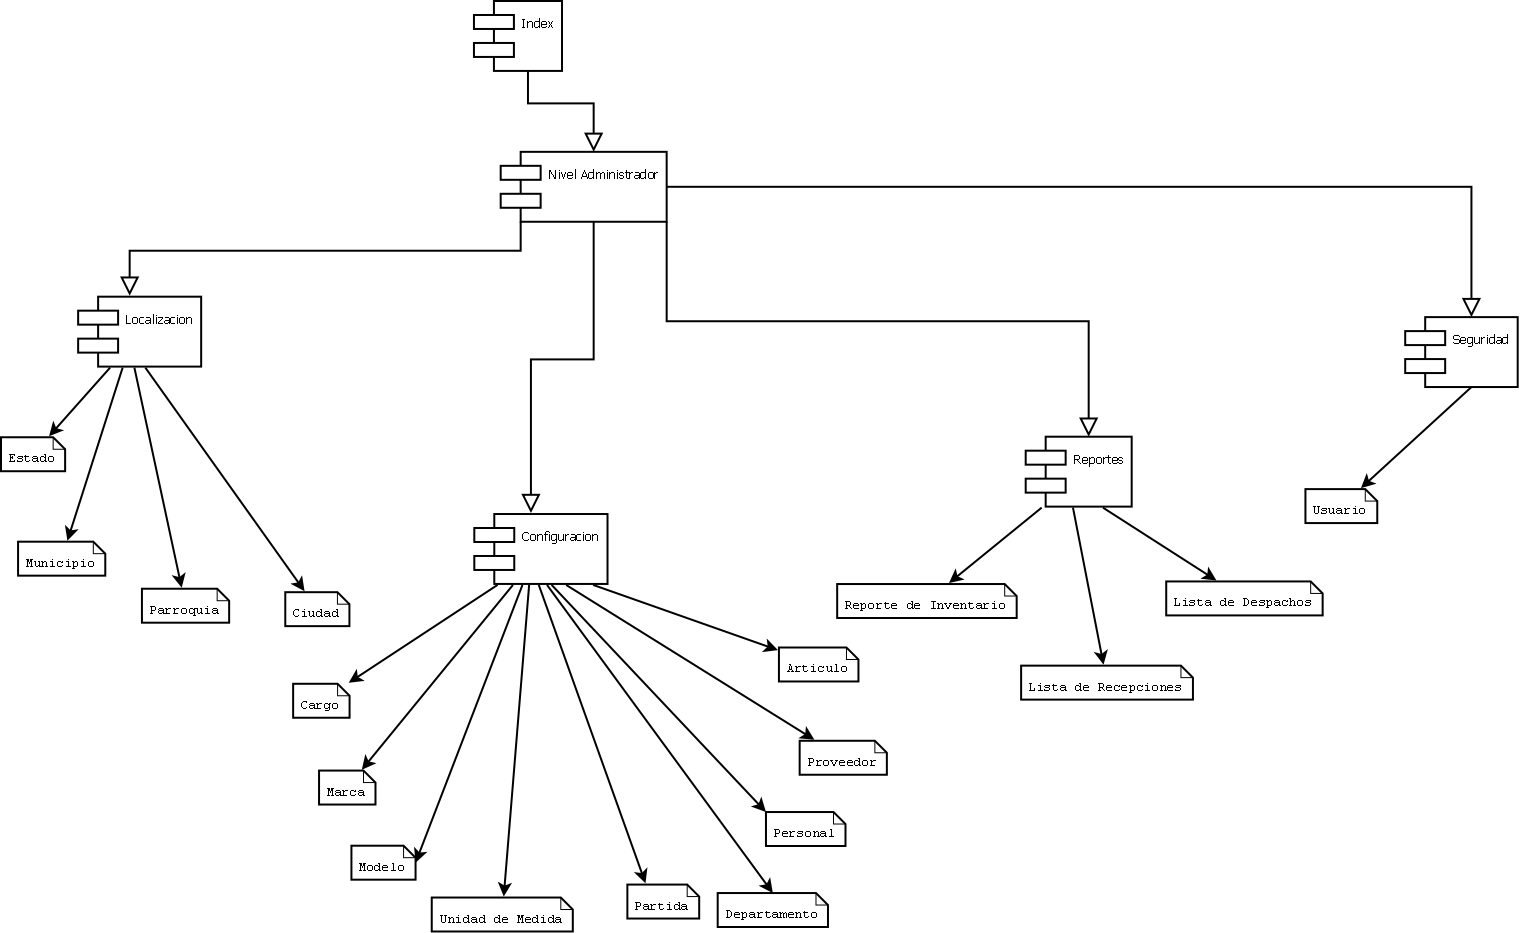 Index
Nivel Administrador
Localizacion
Seguridad
Estado
Reportes
Usuario
Municipio
Configuracion
Parroquia
Ciudad
Reporte de Inventario
Lista de Despachos
Articulo
Lista de Recepciones
Cargo
Proveedor
Marca
Personal
Modelo
Unidad de Medida
Partida
Departamento